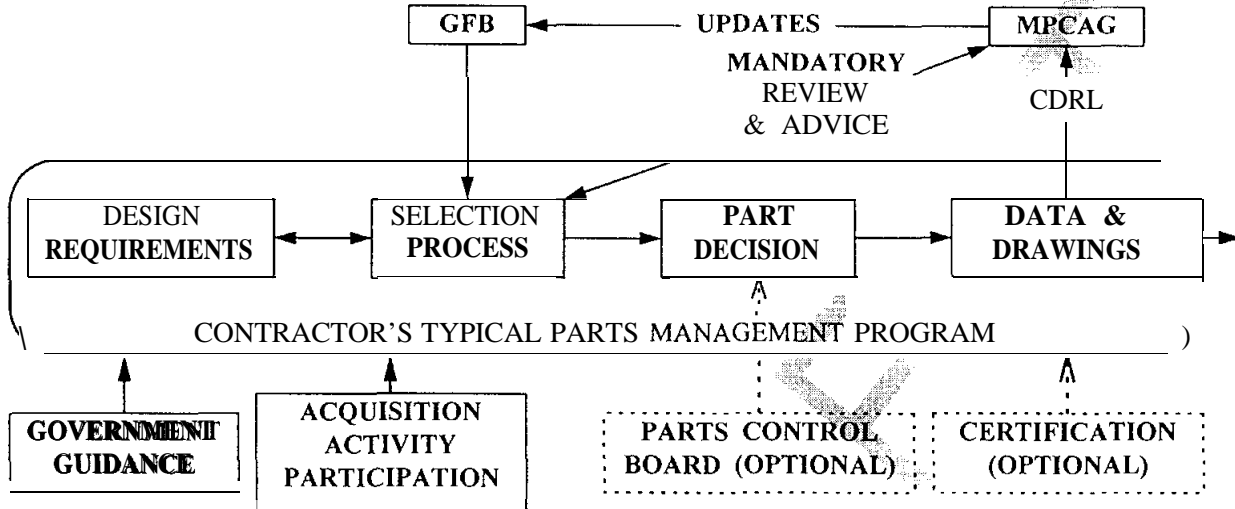 GFB
UPDATES
MPCAG
MANDATORY
REVIEW
& ADVICE
CDRL
DESIGN
REQUIREMENTS
SELECTION
PROCESS
PART
DECISION
DATA &
DRAWINGS
CONTRACTOR'S TYPICAL PARTS MANAGEMENT PROGRAM
GOVERNMENT
GUIDANCE
ACQUISITION
ACTIVITY
PARTICIPATION
PARTS CONTROL
BOARD (OPTIONAL)
CERTIFICATION
(OPTIONAL)